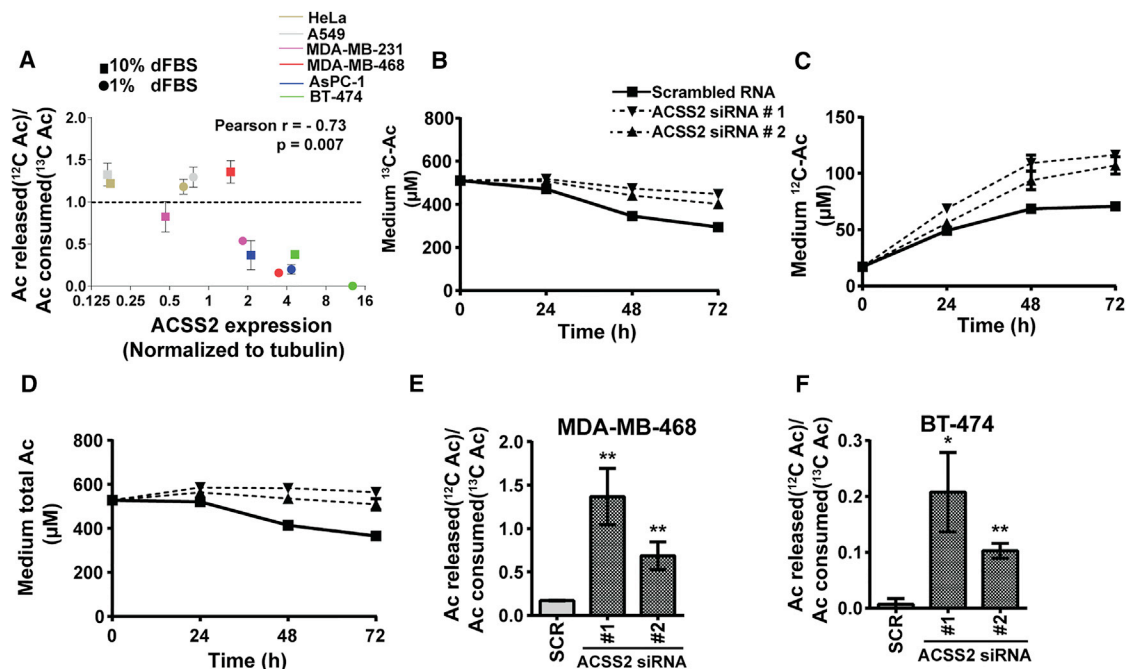 A
10% dFBS
1% dFBS
HeLa
A549
MDA-MB-231
MDA-MB-468
AsPC-1
BT-474
Pearson r = - 0.73
p = 0.007
Ac released(¹²C Ac)/
Ac consumed(¹³C Ac)
2.0
1.5
1.0
0.5
0.0
0.125 0.25 0.5 1 2 4 8 16
ACSS2 expression
(Normalized to tubulin)
B
Scrambled RNA
ACSS2 siRNA # 1
ACSS2 siRNA # 2
Medium ¹³C-Ac
(µM)
800
600
400
200
0
0 24 48 72
Time (h)
C
Medium ¹²C-Ac
(µM)
150
100
50
0
0 24 48 72
Time (h)
D
Medium total Ac
(µM)
800
600
400
200
0
0 24 48 72
Time (h)
E
MDA-MB-468
Ac released(¹²C Ac)/
Ac consumed(¹³C Ac)
2.0
1.5
1.0
0.5
0.0
**
**
SCR #1 #2
ACSS2 siRNA
F
BT-474
Ac released(¹²C Ac)/
Ac consumed(¹³C Ac)
0.3
0.2
0.1
0.0
*
**
SCR #1 #2
ACSS2 siRNA